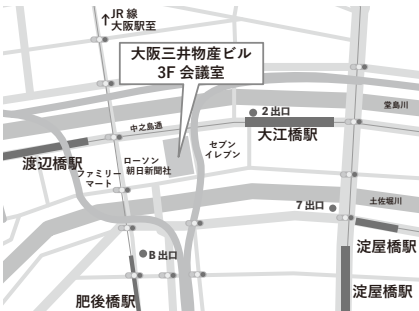 ↑JR 線
大阪駅至
大阪三井物産ビル
3F 会議室
堂島川
2 出口
大江橋駅
中之島通
セブン
イレブン
渡辺橋駅
ローソン
朝日新聞社
ファミリー
マート
土佐堀川
7 出口
淀屋橋駅
B 出口
淀屋橋駅
肥後橋駅